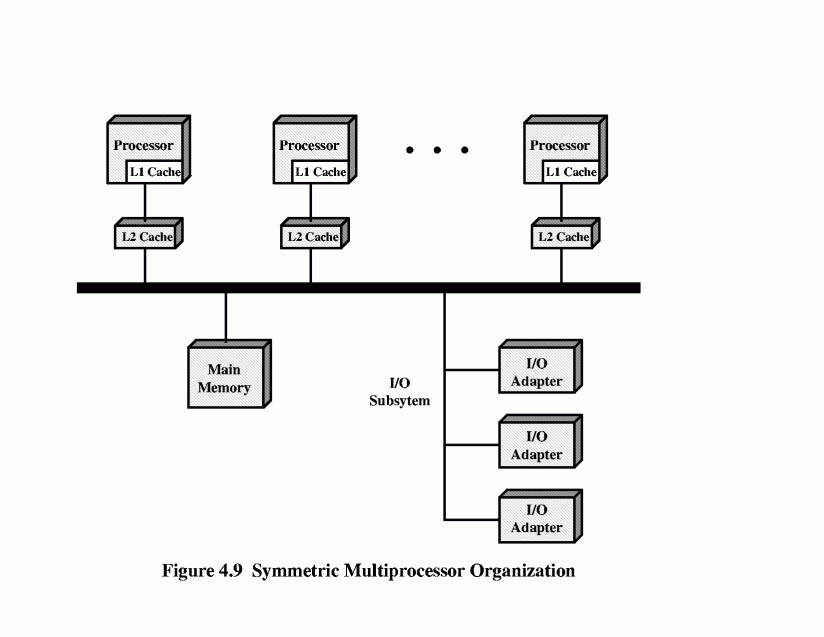 Processor
L1 Cache
Processor
L1 Cache
Processor
L1 Cache
L2 Cache
L2 Cache
L2 Cache
Main
Memory
I/O
Subsytem
I/O
Adapter
I/O
Adapter
I/O
Adapter
Figure 4.9 Symmetric Multiprocessor Organization